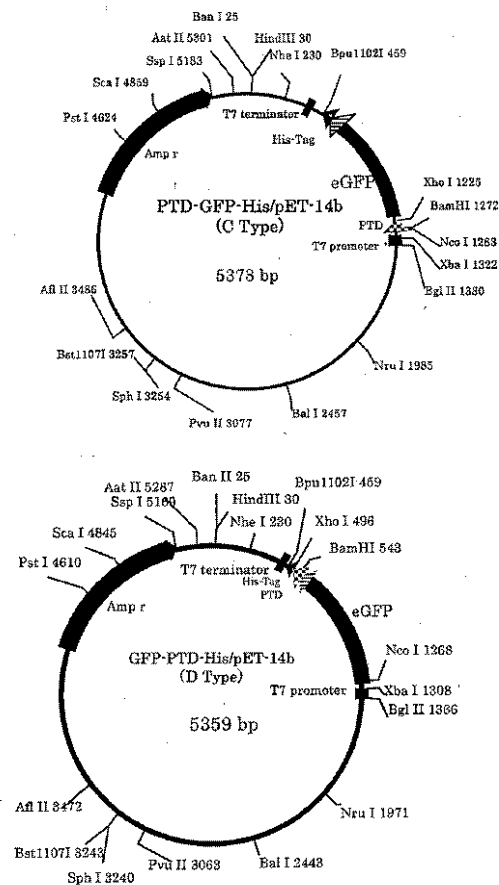 Ban I 25
Aat II 5301
HindIII 30
Ssp I 5183
Nhe I 230
Bpu1102I 459
Sca I 4859
T7 terminator
Pst I 4624
His-Tag
Amp r
eGFP
Xho I 1225
PTD-GFP-His/pET-14b
BamHI 1272
(C Type)
PTD
Nco I 1283
T7 promoter
Xba I 1322
5373 bp
Bgl II 1380
Afl II 3486
Bst1107I 3257
Nru I 1985
Sph I 3254
Bal I 2457
Pvu II 3077
Ban II 25
Aat II 5287
Bpu1102I 459
Ssp I 5169
HindIII 30
Nhe I 230
Xho I 496
Sca I 4845
BamHI 543
T7 terminator
Pst I 4610
His-Tag
PTD
Amp r
eGFP
Nco I 1268
GFP-PTD-His/pET-14b
(D Type)
T7 promoter
Xba I 1308
Bgl II 1366
5359 bp
Afl II 3472
Nru I 1971
Bst1107I 3243
Pvu II 3063
Bal I 2443
Sph I 3240